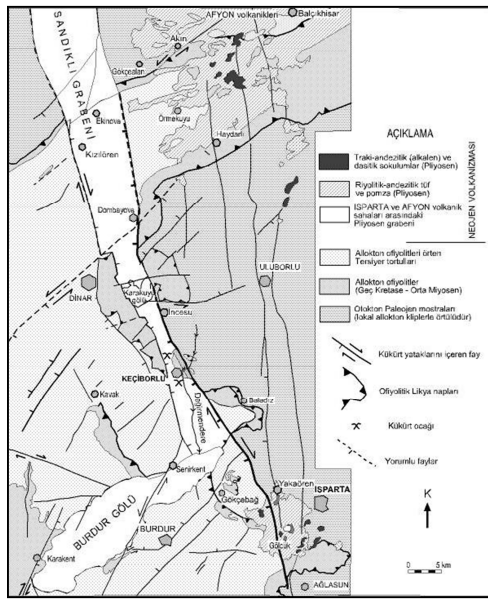 AFYON volkanikleri
Balçıkhisar
Akın
Gökçealan
SANDIKLI GRABENİ
Ekinova
Örmekuyu
Haydarlı
Kızılören
Dombayova
DİNAR
Karakuyu
gölü
İncesu
ULUBORLU
KEÇİBORLU
Kavak
Değirmendere
Baladız
Senirkent
Yakaören
ISPARTA
Gökçebağ
BURDUR GÖLÜ
BURDUR
Gölcük
Karakent
AĞLASUN
AÇIKLAMA
Traki-andezitik (alkalen) ve
dasitik sokulumlar (Pliyosen)
Riyolitik-andezitik tüf
ve pomza (Pliyosen)
ISPARTA ve AFYON volkanik
sahaları arasındaki
Pliyosen grabeni
NEOJEN VOLKANİZMASI
Allokton ofiyolitleri örten
Tersiyer tortulları
Allokton ofiyolitler
(Geç Kretase - Orta Miyosen)
Otokton Paleojen mostraları
(lokal allokton kliplerle örtülüdür)
Kükürt yataklarını içeren fay
Ofiyolitik Likya napları
Kükürt ocağı
Yorumlu faylar
K
0 5 km